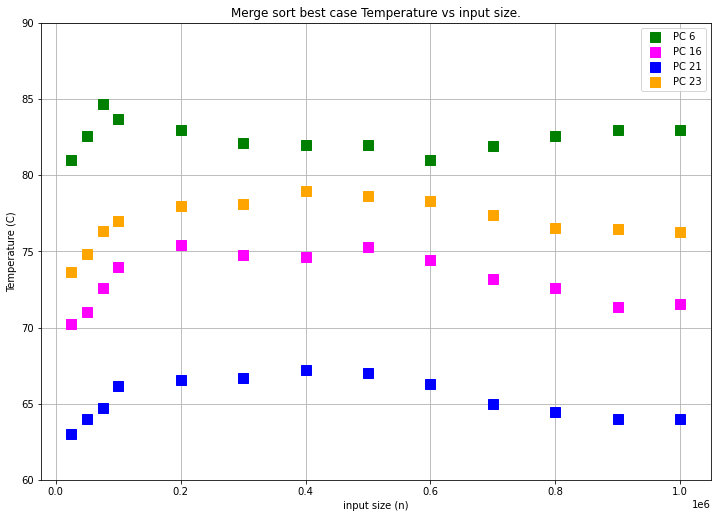 Merge sort best case Temperature vs input size.
PC 6
PC 16
PC 21
PC 23
Temperature (C)
90
85
80
75
70
65
60
0.0 0.2 0.4 0.6 0.8 1.0
1e6
input size (n)